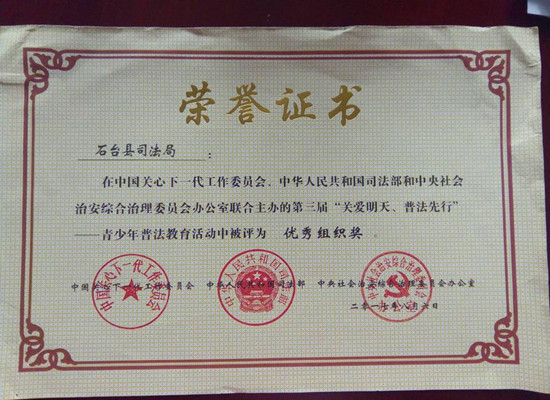 荣誉证书
石台县司法局：
在中国关心下一代工作委员会、中华人民共和国司法部和中央社会
治安综合治理委员会办公室联合主办的第三届“关爱明天、普法先行”
——青少年普法教育活动中被评为 优秀组织奖 。
中国关心下一代工作委员会 中华人民共和国司法部 中央社会治安综合治理委员会办公室
二〇一七年八月六日